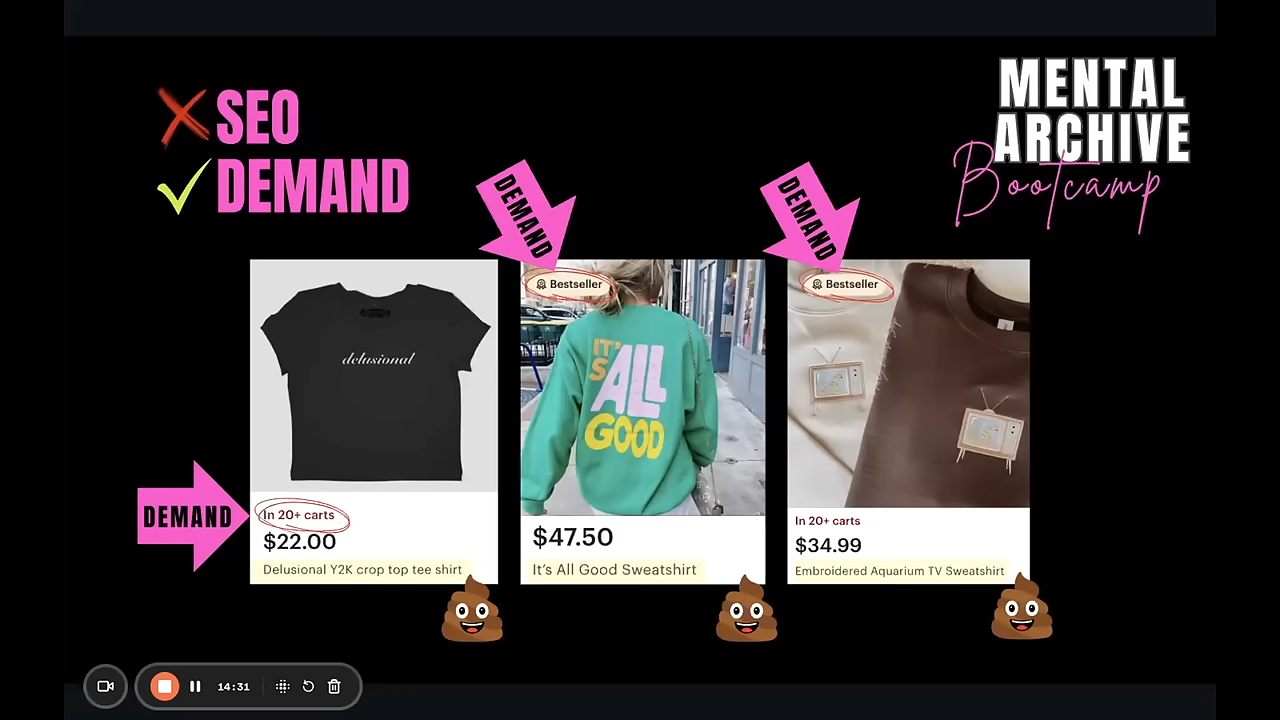 SEO
DEMAND
MENTAL
ARCHIVE
Bootcamp
DEMAND
DEMAND
DEMAND
delusional
In 20+ carts
$22.00
Delusional Y2K crop top tee shirt
Bestseller
IT'
S ALL
GOOD
$47.50
It's All Good Sweatshirt
Bestseller
In 20+ carts
$34.99
Embroidered Aquarium TV Sweatshirt
14:31